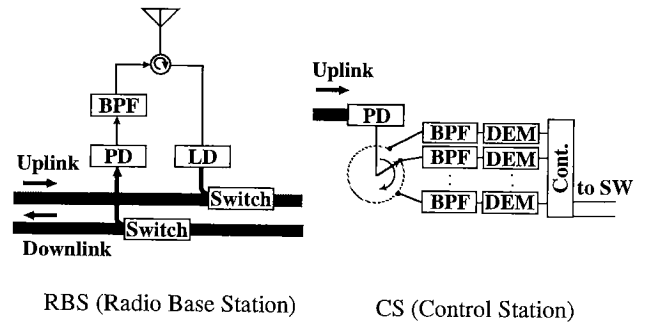 BPF
PD
LD
Uplink
Switch
Downlink
Switch
RBS (Radio Base Station)
Uplink
PD
BPF
DEM
BPF
DEM
BPF
DEM
Cont.
to SW
CS (Control Station)